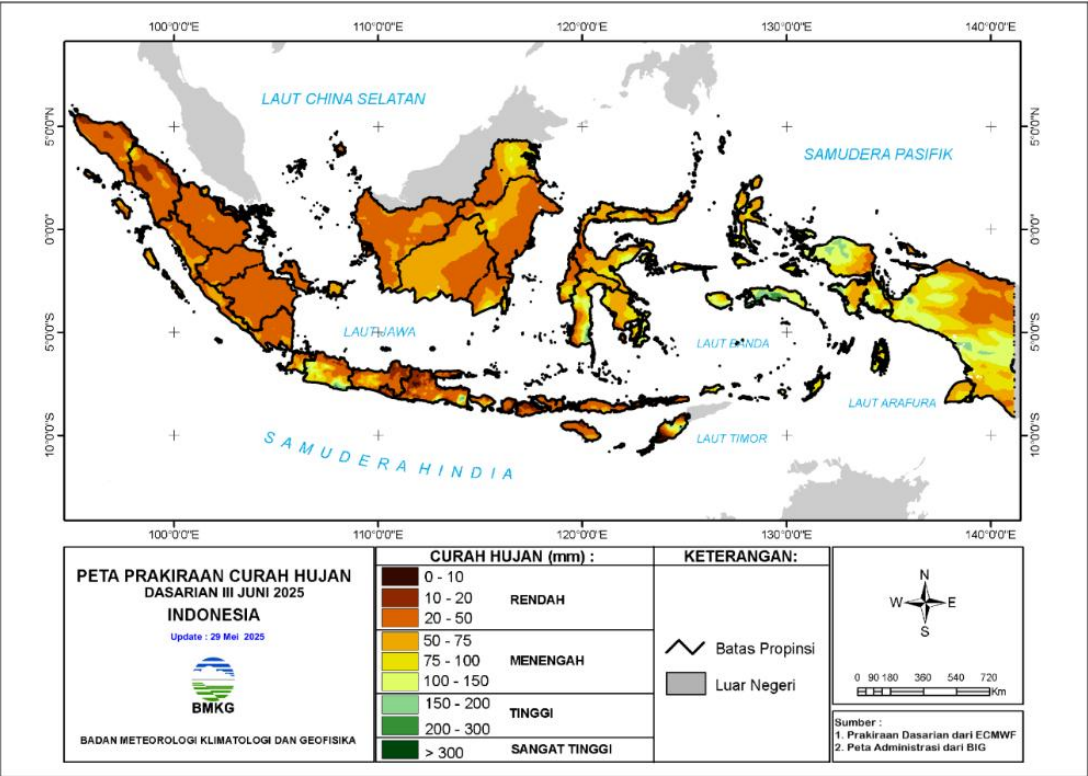 100°0'0"E 110°0'0"E 120°0'0"E 130°0'0"E 140°0'0"E
LAUT CHINA SELATAN
5°0'0"N
5°0'0"N
SAMUDERA PASIFIK
0°0'0"
0°0'0"
LAUT JAWA
LAUT BANDA
5°0'0"S
5°0'0"S
LAUT ARAFURA
LAUT TIMOR
10°0'0"S
10°0'0"S
SAMUDERA HINDIA
100°0'0"E 110°0'0"E 120°0'0"E 130°0'0"E 140°0'0"E
PETA PRAKIRAAN CURAH HUJAN
DASARIAN III JUNI 2025
INDONESIA
Update : 29 Mei 2025
BMKG
BADAN METEOROLOGI KLIMATOLOGI DAN GEOFISIKA
CURAH HUJAN (mm) :
0 - 10
10 - 20
20 - 50
RENDAH
50 - 75
75 - 100
100 - 150
MENENGAH
150 - 200
200 - 300
TINGGI
> 300
SANGAT TINGGI
KETERANGAN:
Batas Propinsi
Luar Negeri
N
W E
S
0 90 180 360 540 720
Km
Sumber :
1. Prakiraan Dasarian dari ECMWF
2. Peta Administrasi dari BIG